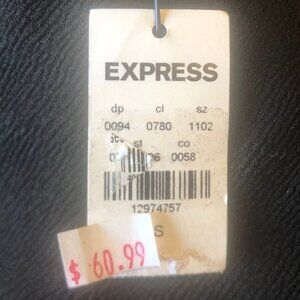 EXPRESS
dp cl sz
0094 0780 1102
st co
0058
12974757
S
$ 60.99